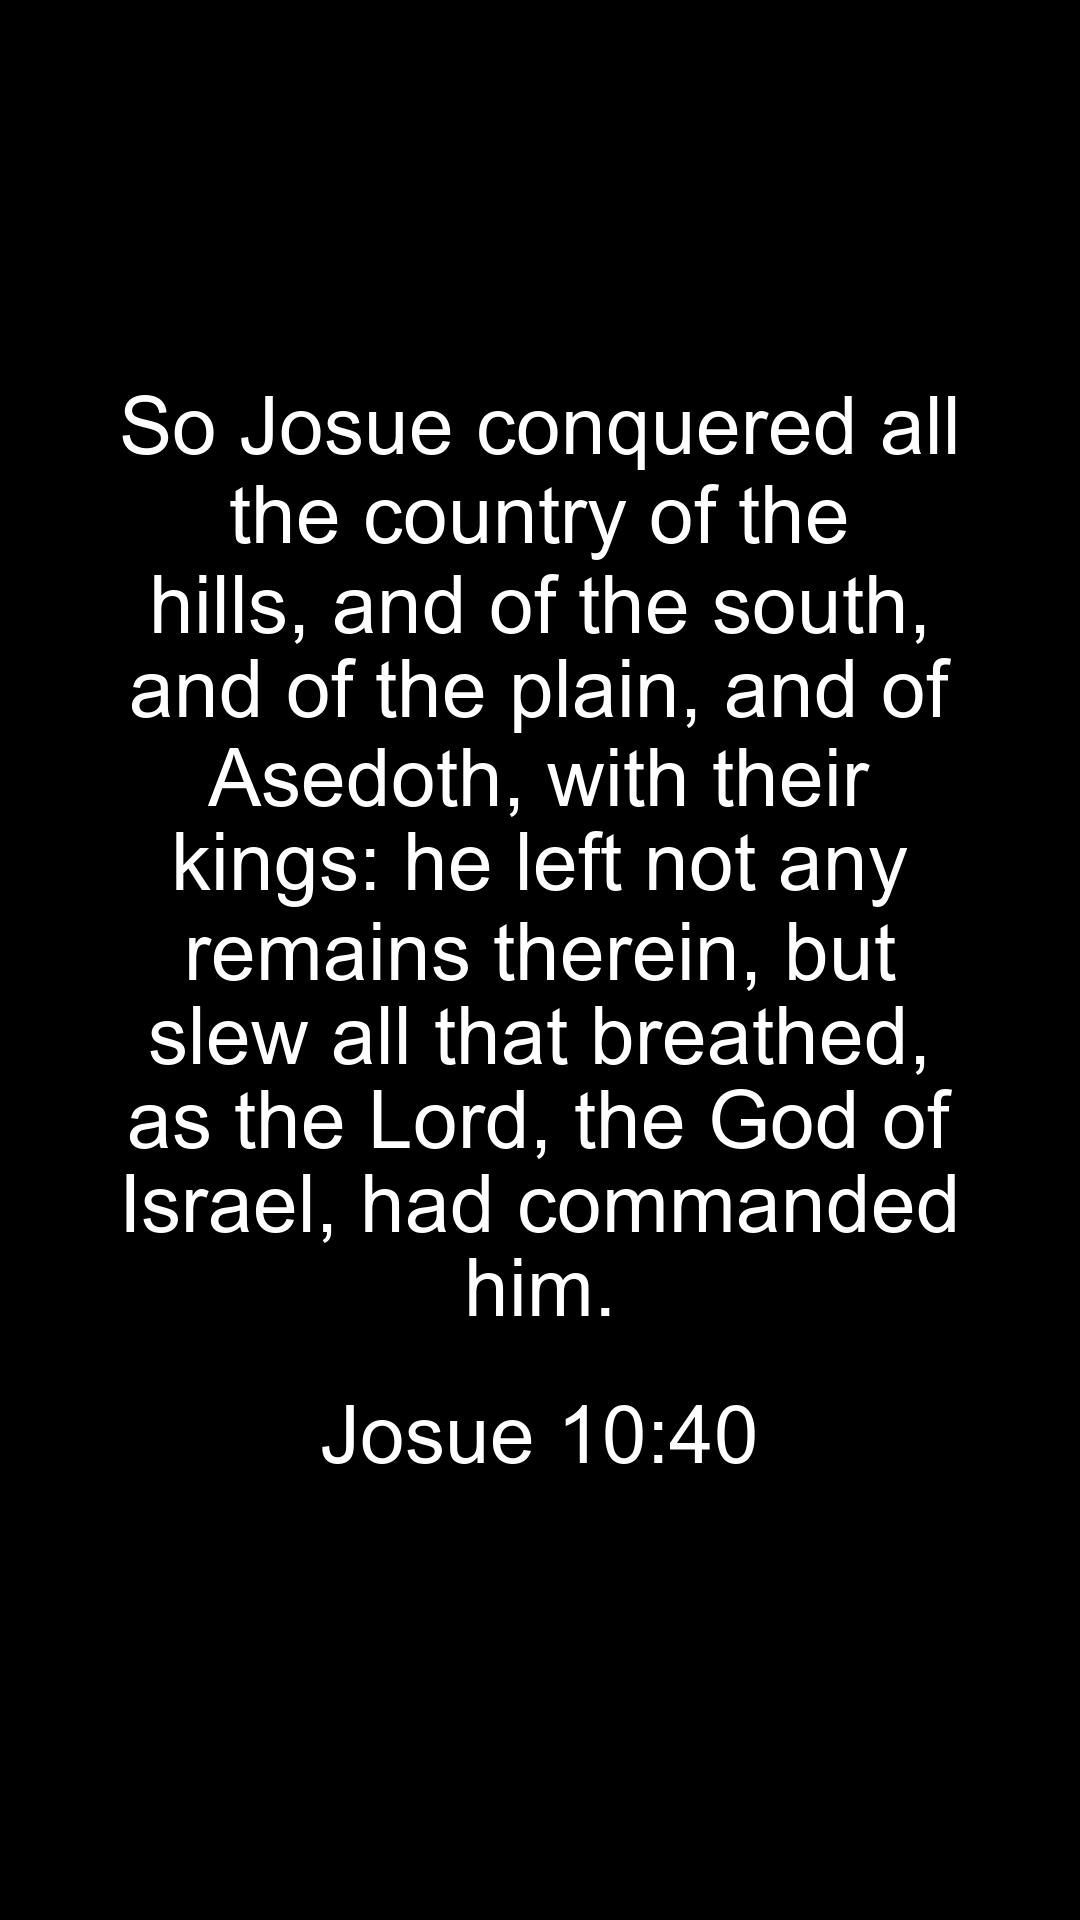 So Josue conquered all
the country of the
hills, and of the south,
and of the plain, and of
Asedoth, with their
kings: he left not any
remains therein, but
slew all that breathed,
as the Lord, the God of
Israel, had commanded
him.
Josue 10:40